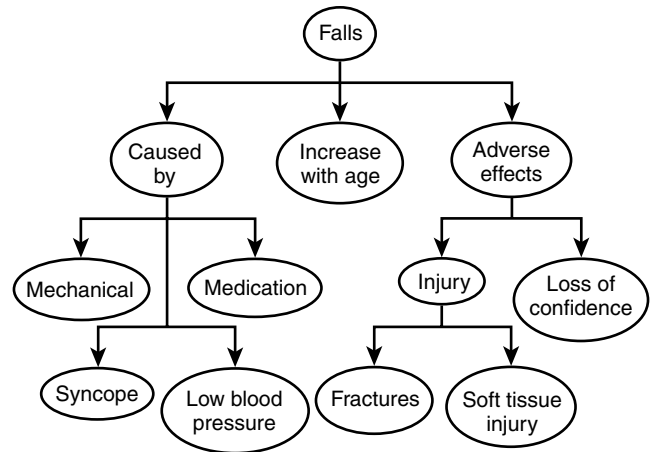 Falls
Caused
by
Increase
with age
Adverse
effects
Mechanical
Medication
Injury
Loss of
confidence
Syncope
Low blood
pressure
Fractures
Soft tissue
injury